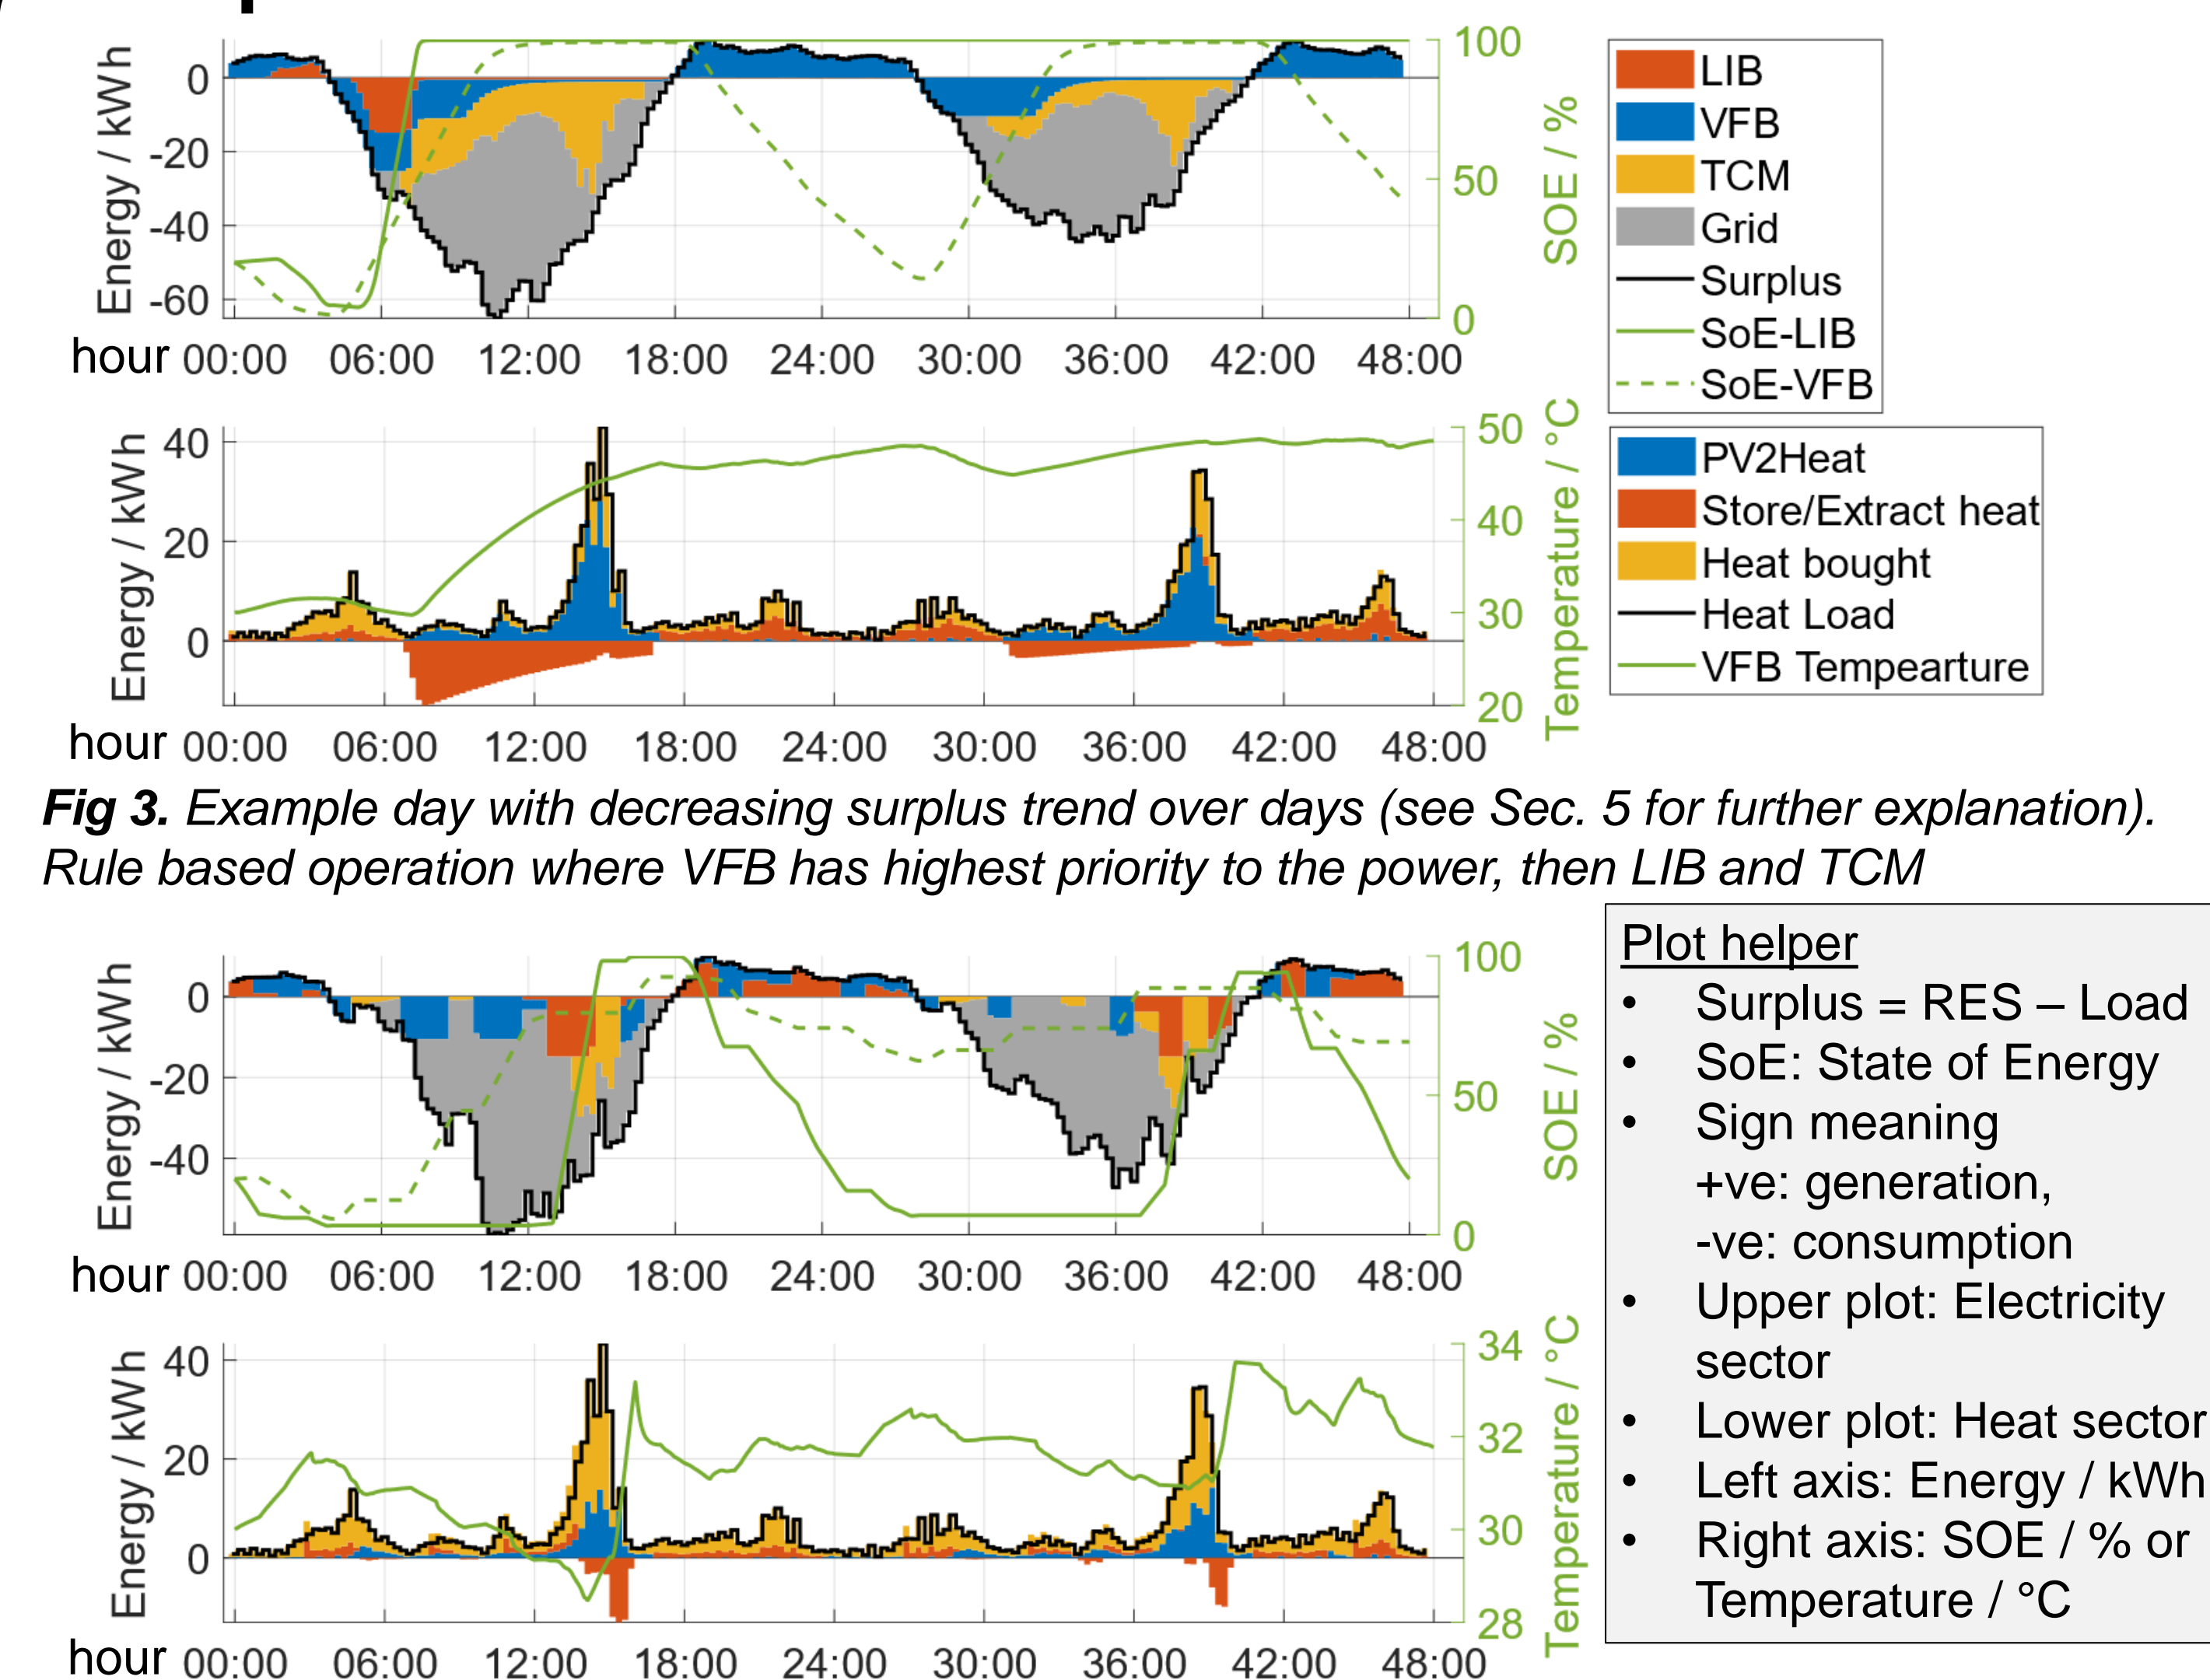 0
-20
-40
-60
Energy / kWh
100
50
0
SOE / %
hour 00:00 06:00 12:00 18:00 24:00 30:00 36:00 42:00 48:00
LIB
VFB
TCM
Grid
Surplus
SoE-LIB
SoE-VFB
40
20
0
Energy / kWh
50
40
30
20
Temperature / °C
hour 00:00 06:00 12:00 18:00 24:00 30:00 36:00 42:00 48:00
PV2Heat
Store/Extract heat
Heat bought
Heat Load
VFB Tempearture
Fig 3. Example day with decreasing surplus trend over days (see Sec. 5 for further explanation).
Rule based operation where VFB has highest priority to the power, then LIB and TCM
0
-20
-40
Energy / kWh
100
50
0
SOE / %
hour 00:00 06:00 12:00 18:00 24:00 30:00 36:00 42:00 48:00
40
20
0
Energy / kWh
34
32
30
28
Temperature / °C
hour 00:00 06:00 12:00 18:00 24:00 30:00 36:00 42:00 48:00
Plot helper
• Surplus = RES – Load
• SoE: State of Energy
• Sign meaning
+ve: generation,
-ve: consumption
• Upper plot: Electricity
sector
• Lower plot: Heat sector
• Left axis: Energy / kWh
• Right axis: SOE / % or
Temperature / °C